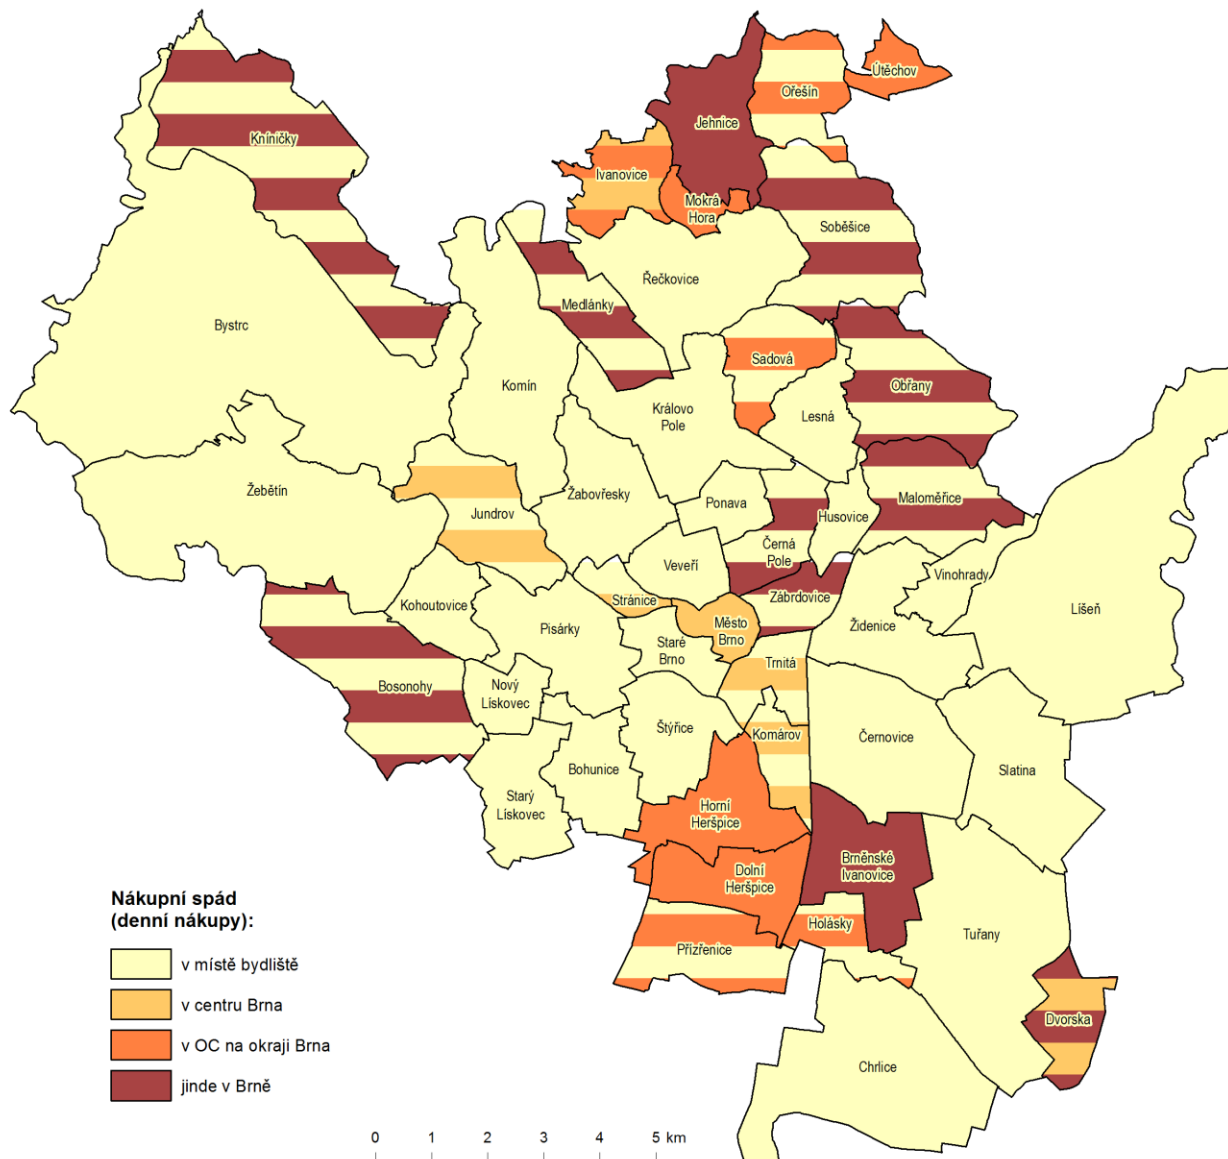 Útěchov
Ořešín
Jehnice
Kníničky
Ivanovice
Mokrá
Hora
Soběšice
Řečkovice
Medlánky
Bystrc
Sadová
Komín
Obřany
Královo
Pole
Lesná
Žebětín
Žabovřesky
Maloměřice
Jundrov
Ponava
Husovice
Černá
Pole
Veveří
Vinohrady
Kohoutovice
Stránice
Zábrdovice
Líšeň
Město
Brno
Židenice
Pisárky
Staré
Brno
Trnitá
Bosonohy
Nový
Lískovec
Štýřice
Komárov
Černovice
Bohunice
Slatina
Starý
Lískovec
Horní
Heršpice
Brněnské
Ivanovice
Dolní
Heršpice
Holásky
Tuřany
Přízřenice
Dvorska
Chrlice
Nákupní spád
(denní nákupy):
v místě bydliště
v centru Brna
v OC na okraji Brna
jinde v Brně
0 1 2 3 4 5 km